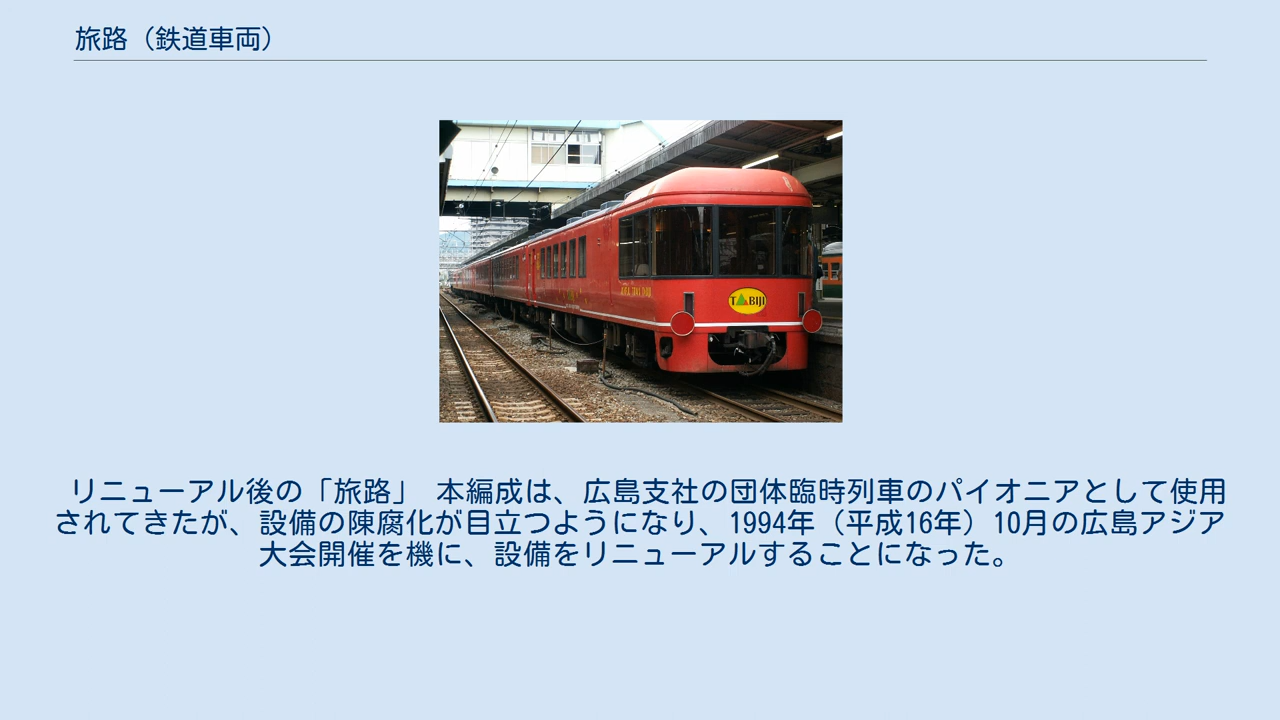 旅路（鉄道車両）
TABIJI
リニューアル後の「旅路」 本編成は、広島支社の団体臨時列車のパイオニアとして使用
されてきたが、設備の陳腐化が目立つようになり、1994年（平成16年）10月の広島アジア
大会開催を機に、設備をリニューアルすることになった。